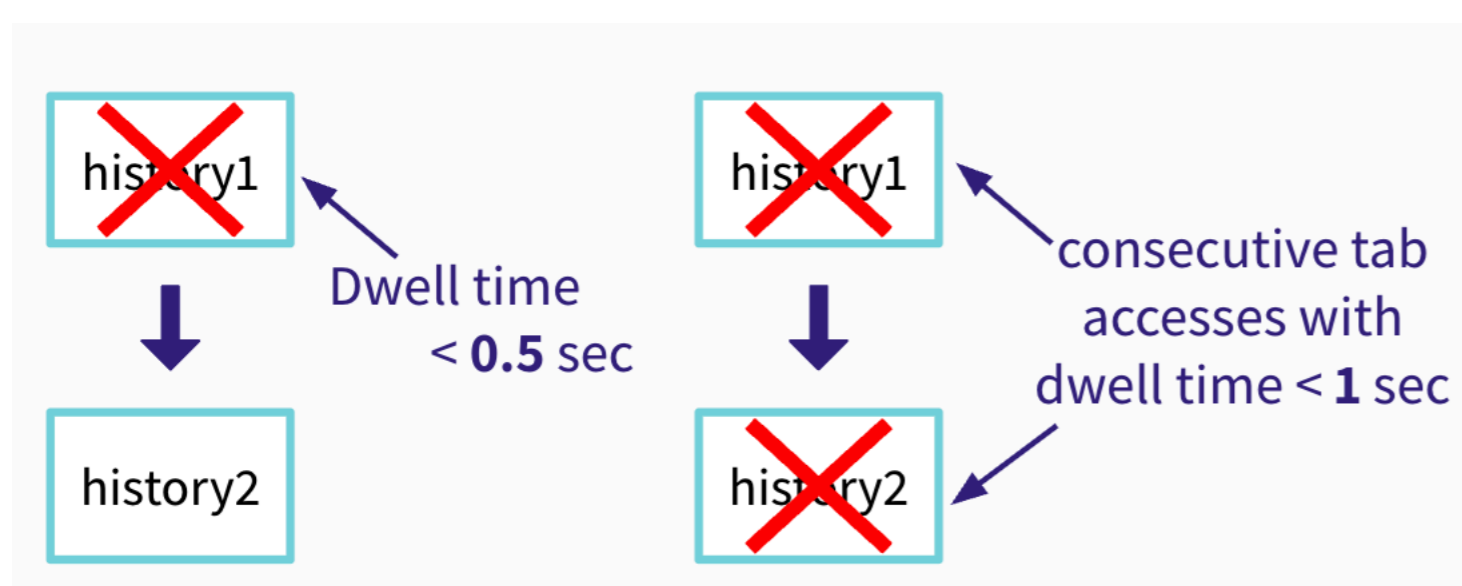 history1
Dwell time
< 0.5 sec
history2
history1
consecutive tab
accesses with
dwell time < 1 sec
history2